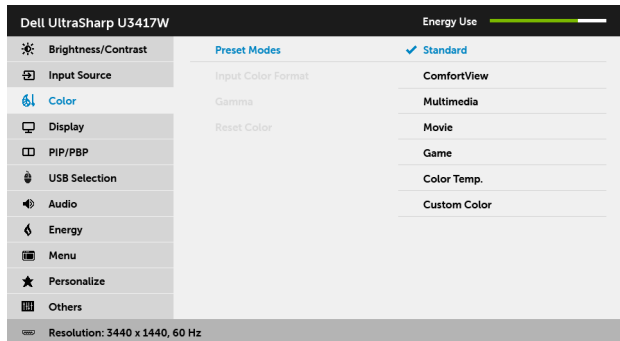 Dell UltraSharp U3417W Energy Use
Brightness/Contrast Preset Modes Standard
Input Source Input Color Format ComfortView
Color Gamma Multimedia
Display Reset Color Movie
PIP/PBP Game
USB Selection Color Temp.
Audio Custom Color
Energy
Menu
Personalize
Others
Resolution: 3440 x 1440, 60 Hz